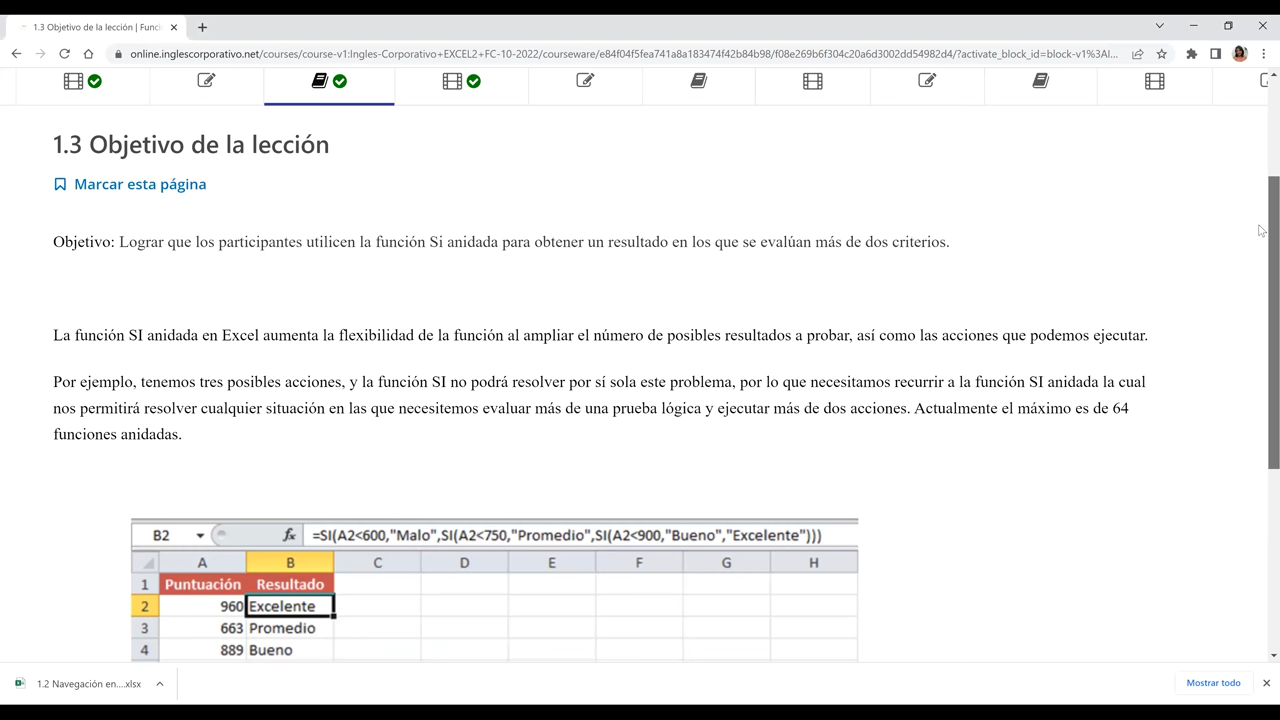 1.3 Objetivo de la lección | Funci
online.inglescorporativo.net/courses/course-v1:Ingles-Corporativo+EXCEL2+FC-10-2022/courseware/e84f04f5fea741a8a183474f42b84b98/f08e269b6f304c20a6d3002dd54982d4/?activate_block_id=block-v1%3AI...
1.3 Objetivo de la lección
Marcar esta página
Objetivo: Lograr que los participantes utilicen la función Si anidada para obtener un resultado en los que se evalúan más de dos criterios.
La función SI anidada en Excel aumenta la flexibilidad de la función al ampliar el número de posibles resultados a probar, así como las acciones que podemos ejecutar.
Por ejemplo, tenemos tres posibles acciones, y la función SI no podrá resolver por sí sola este problema, por lo que necesitamos recurrir a la función SI anidada la cual
nos permitirá resolver cualquier situación en las que necesitemos evaluar más de una prueba lógica y ejecutar más de dos acciones. Actualmente el máximo es de 64
funciones anidadas.
B2 fx =SI(A2<600,"Malo",SI(A2<750,"Promedio",SI(A2<900,"Bueno","Excelente")))
A B C D E F G H
1 Puntuación Resultado
2 960 Excelente
3 663 Promedio
4 889 Bueno
1.2 Navegación en....xlsx
Mostrar todo